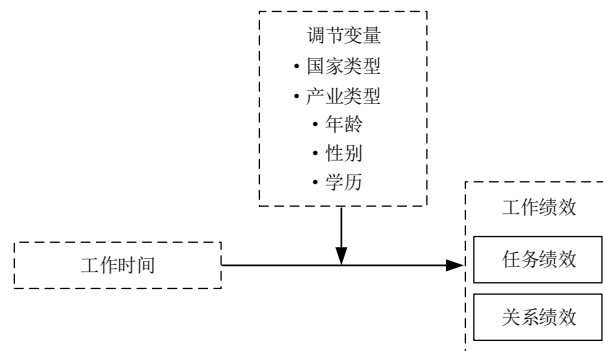 调节变量
•国家类型
•产业类型
•年龄
•性别
•学历
工作绩效
工作时间
任务绩效
关系绩效